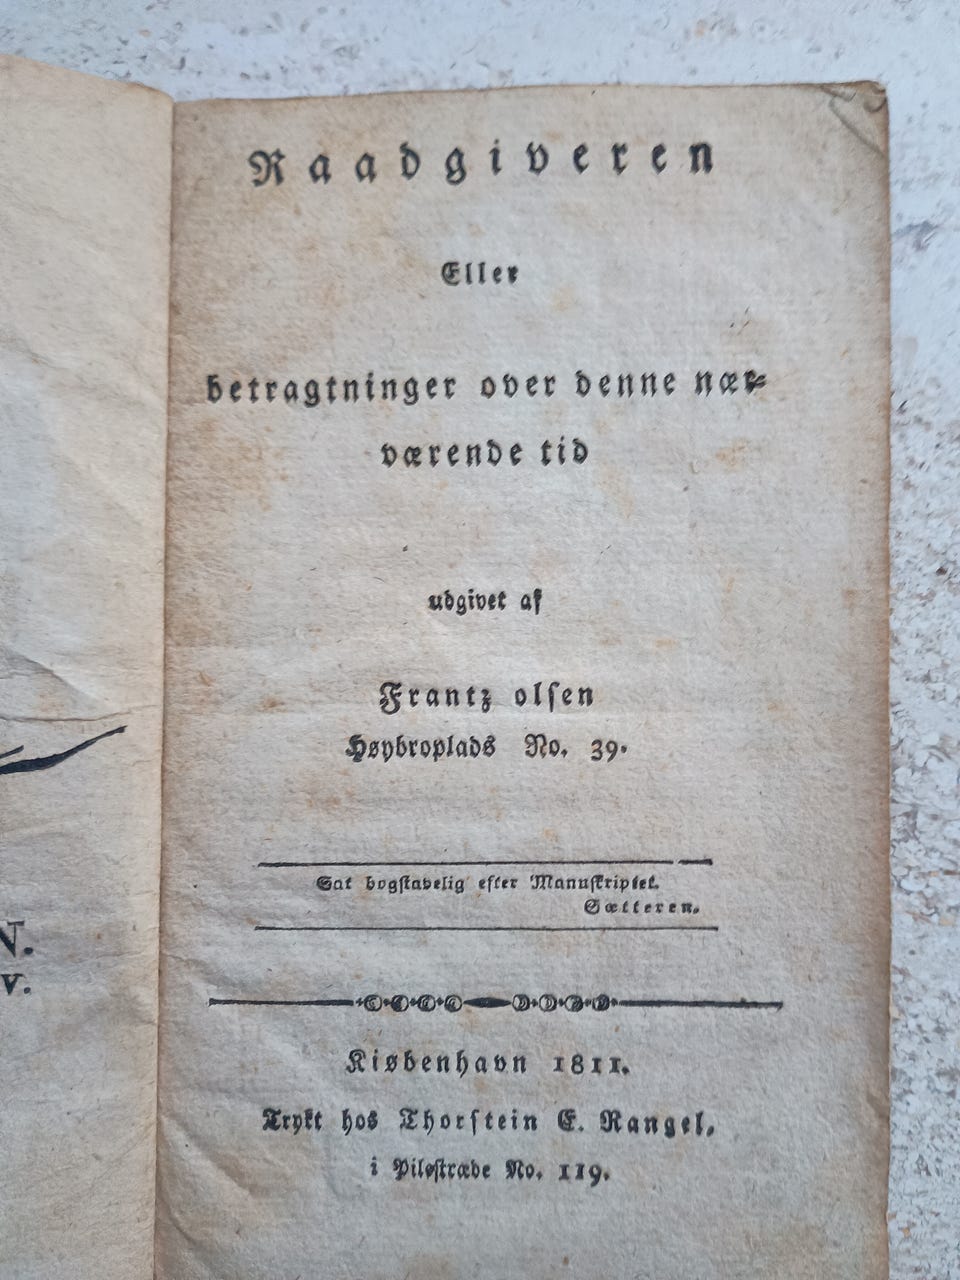 Raadgiveren
Eller
betragtninger over denne nær-
værende tid
udgivet af
Frantz olsen
Høybroplads No. 39.
Sat bogstavelig efter Manuskriptet.
Sætteren.
Kiøbenhavn 1811.
Trykt hos Thorstein E. Rangel,
i Pilestræde No. 119.
N.
v.